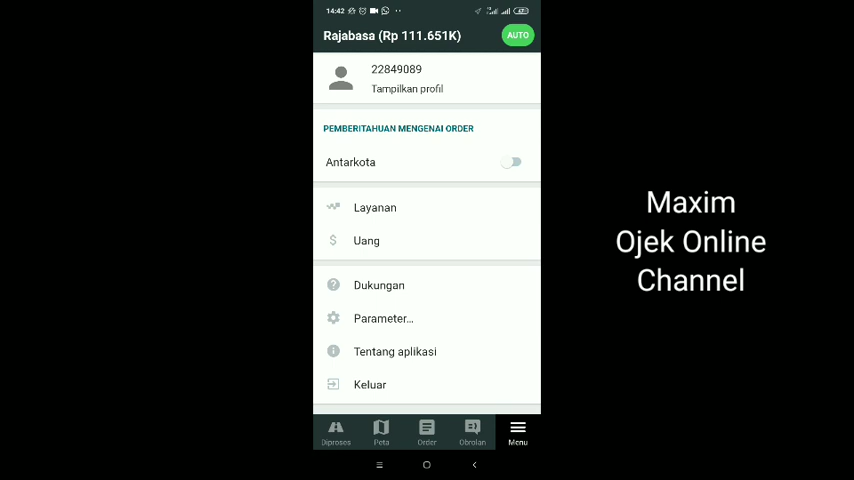 14:42
Rajabasa (Rp 111.651K)
AUTO
22849089
Tampilkan profil
PEMBERITAHUAN MENGENAI ORDER
Antarkota
Layanan
Uang
Dukungan
Parameter...
Tentang aplikasi
Keluar
Diproses
Peta
Order
Obrolan
Menu
Maxim
Ojek Online
Channel